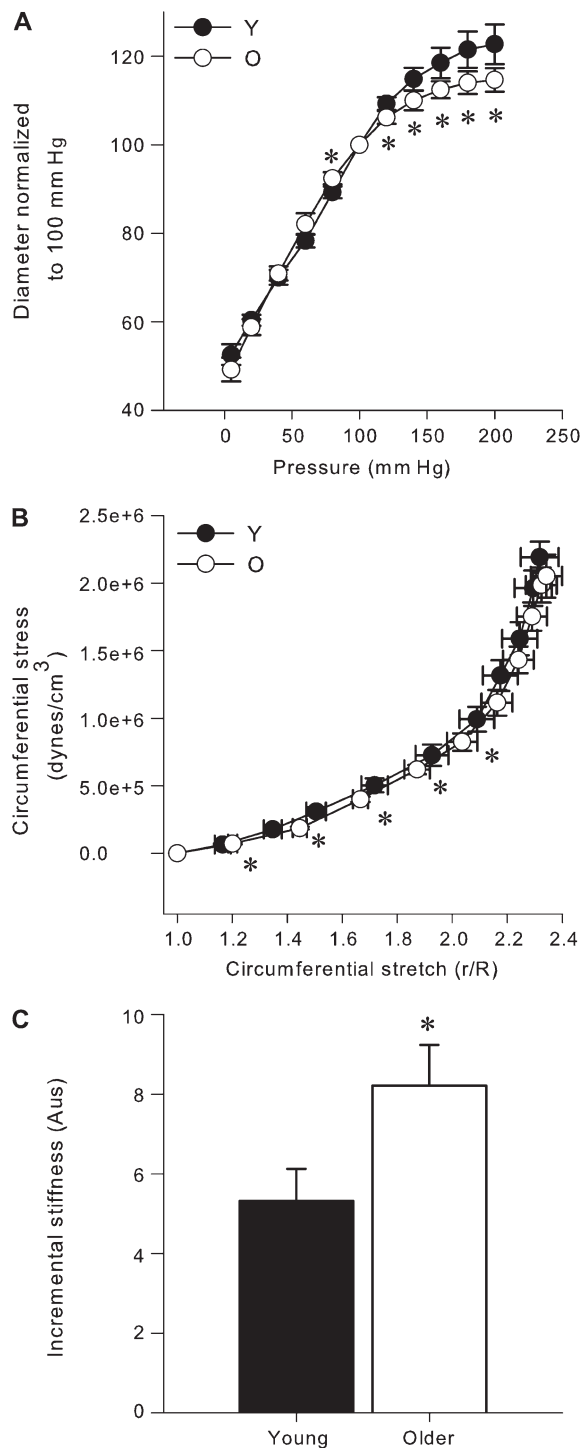 A
Y
O
Diameter normalized
to 100 mm Hg
120
100
80
60
40
* * * * * *
0 50 100 150 200 250
Pressure (mm Hg)
B
Y
O
Circumferential stress
(dynes/cm3)
2.5e+6
2.0e+6
1.5e+6
1.0e+6
5.0e+5
0.0
* * * * *
1.0 1.2 1.4 1.6 1.8 2.0 2.2 2.4
Circumferential stretch (r/R)
C
Incremental stiffness (Aus)
10
8
6
4
2
0
*
Young Older